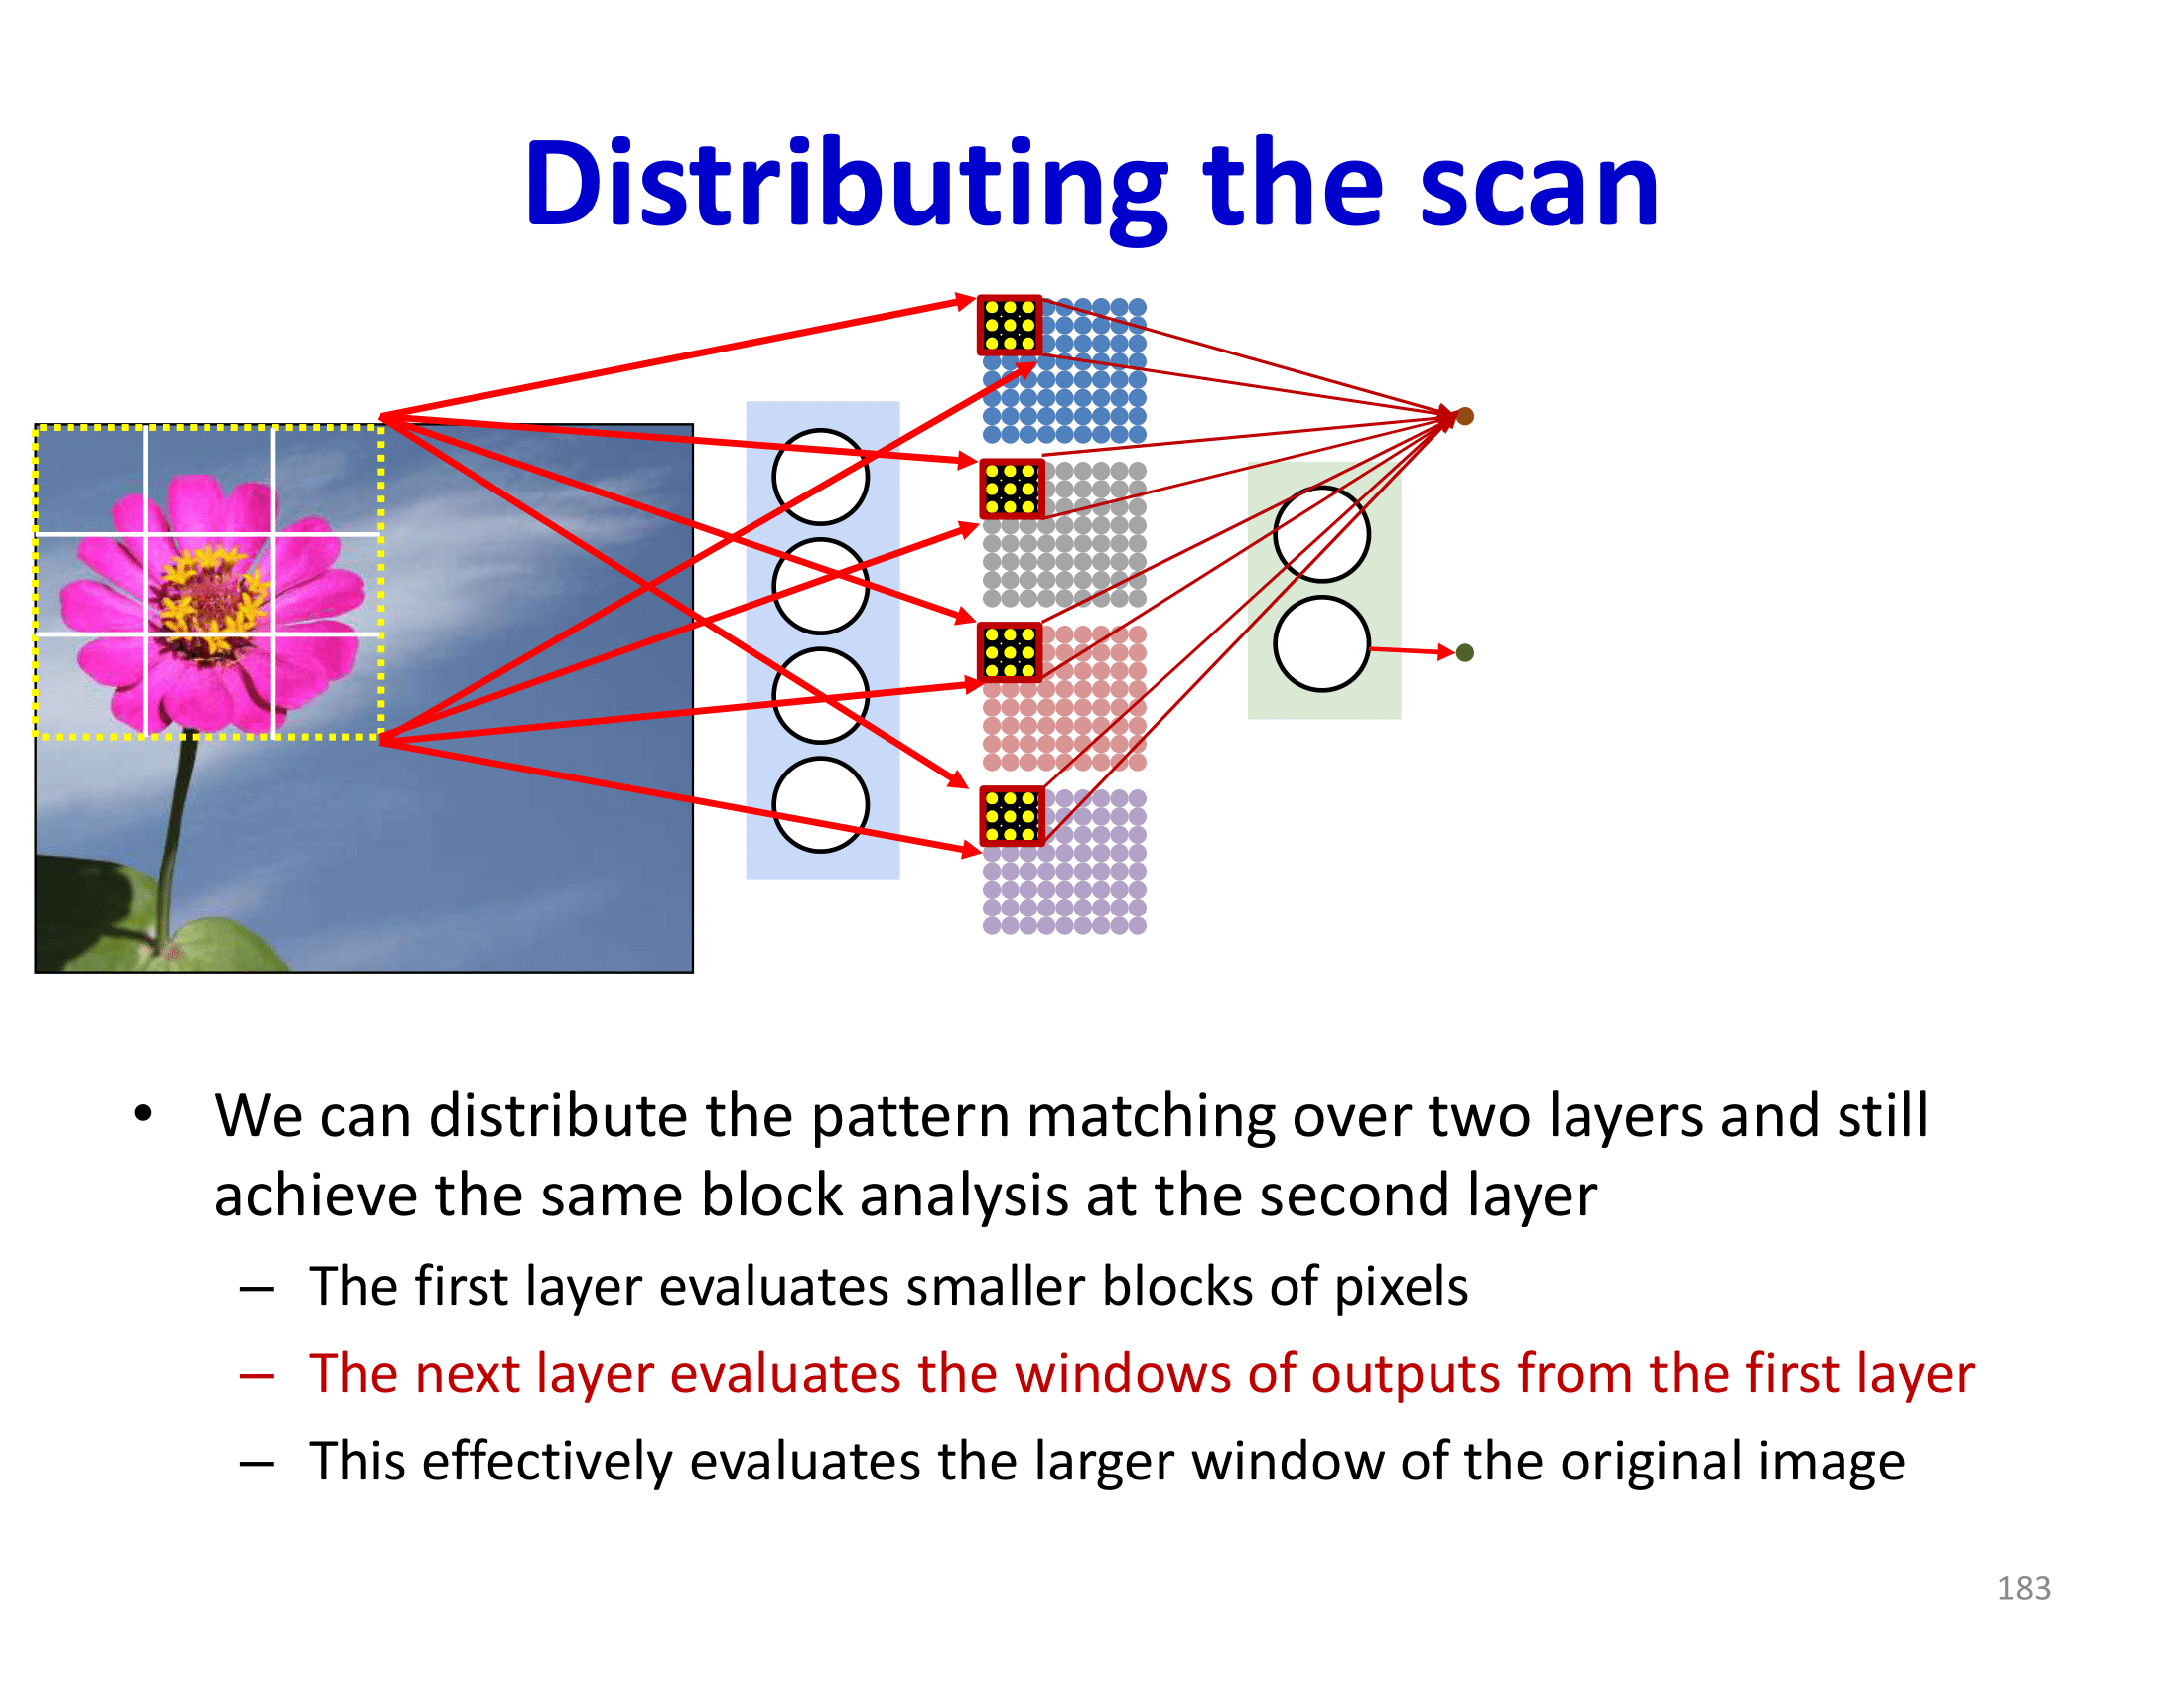 Distributing the scan
• We can distribute the pattern matching over two layers and still
achieve the same block analysis at the second layer
– The first layer evaluates smaller blocks of pixels
– The next layer evaluates the windows of outputs from the first layer
– This effectively evaluates the larger window of the original image
183